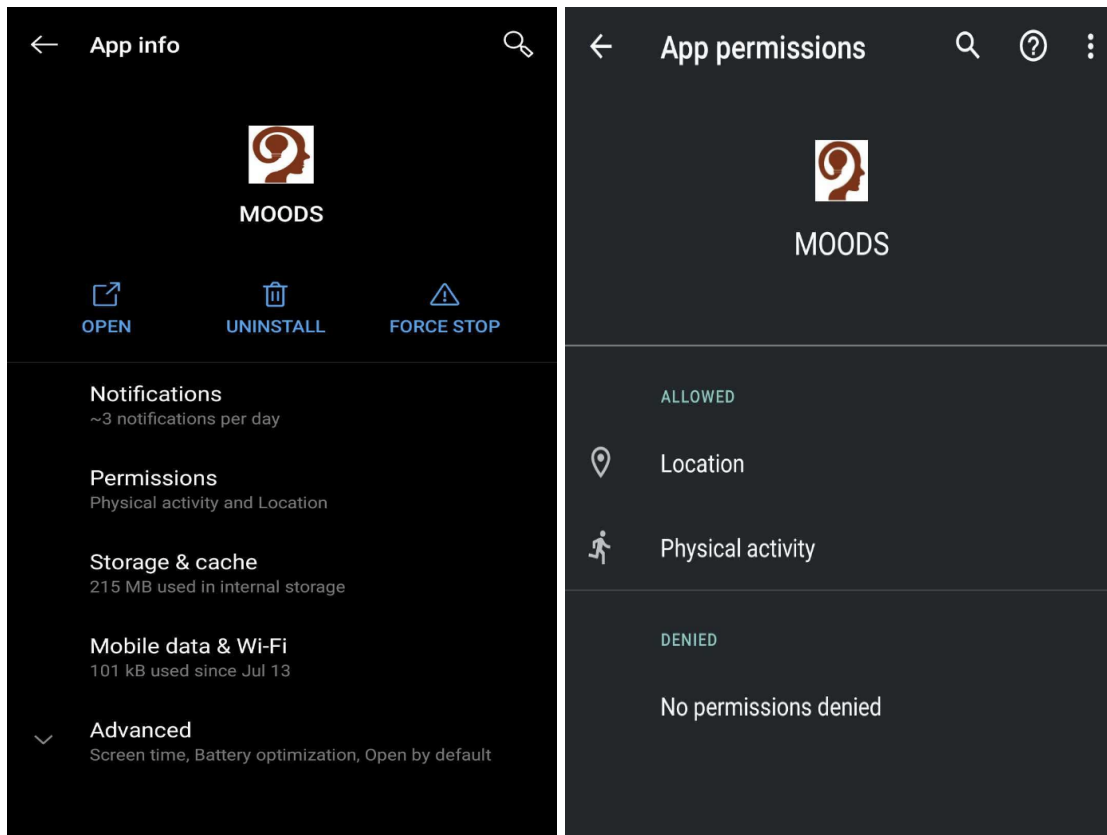 App info
MOODS
OPEN
UNINSTALL
FORCE STOP
Notifications
~3 notifications per day
Permissions
Physical activity and Location
Storage & cache
215 MB used in internal storage
Mobile data & Wi-Fi
101 kB used since Jul 13
Advanced
Screen time, Battery optimization, Open by default
App permissions
MOODS
ALLOWED
Location
Physical activity
DENIED
No permissions denied